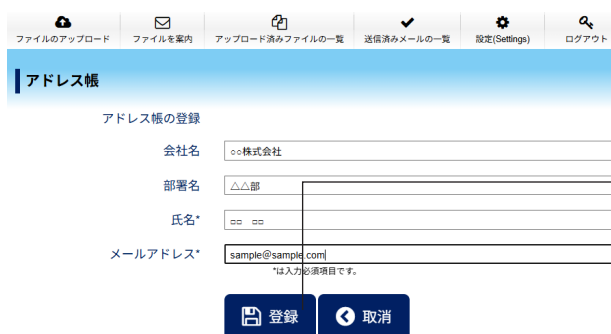 ファイルのアップロード ファイルを案内 アップロード済みファイルの一覧 送信済みメールの一覧 設定(Settings) ログアウト
アドレス帳
アドレス帳の登録
会社名 ○○株式会社
部署名 △△部
氏名* □□ □□
メールアドレス* sample@sample.com
*は入力必須項目です。
登録 取消